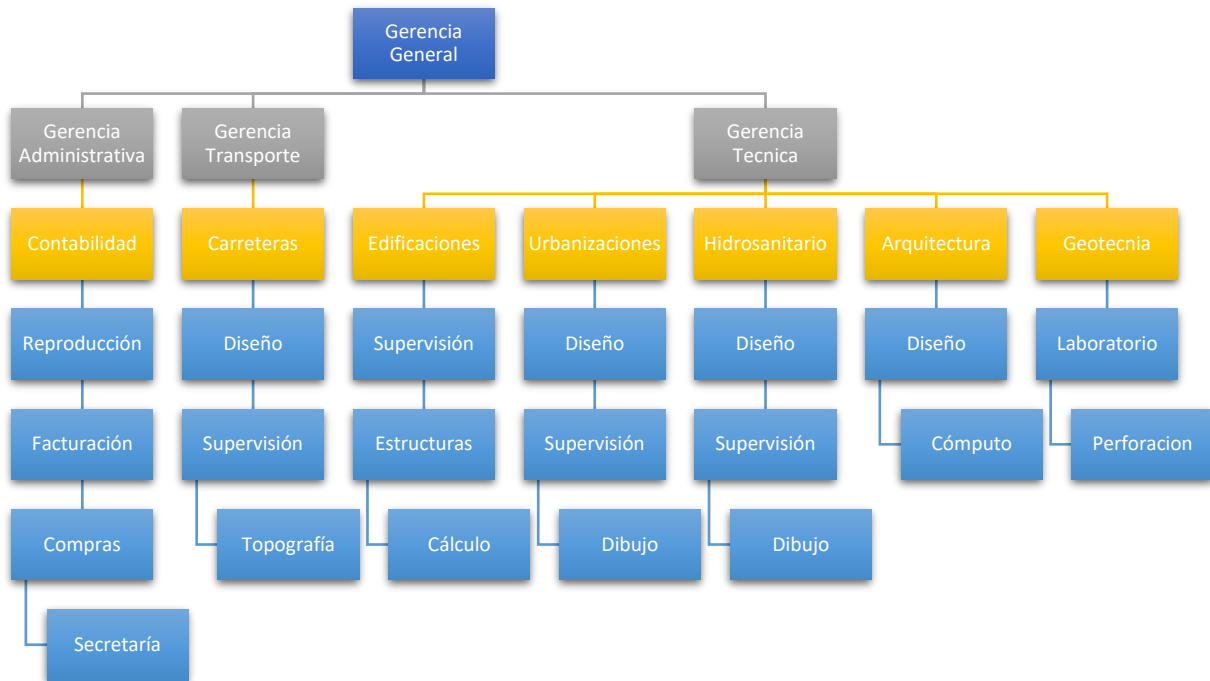 Gerencia
General
Gerencia
Administrativa
Gerencia
Transporte
Gerencia
Tecnica
Contabilidad
Carreteras
Edificaciones
Urbanizaciones
Hidrosanitario
Arquitectura
Geotecnia
Reproducción
Diseño
Supervisión
Diseño
Diseño
Diseño
Laboratorio
Facturación
Supervisión
Estructuras
Supervisión
Supervisión
Cómputo
Perforacion
Compras
Topografía
Cálculo
Dibujo
Dibujo
Secretaría